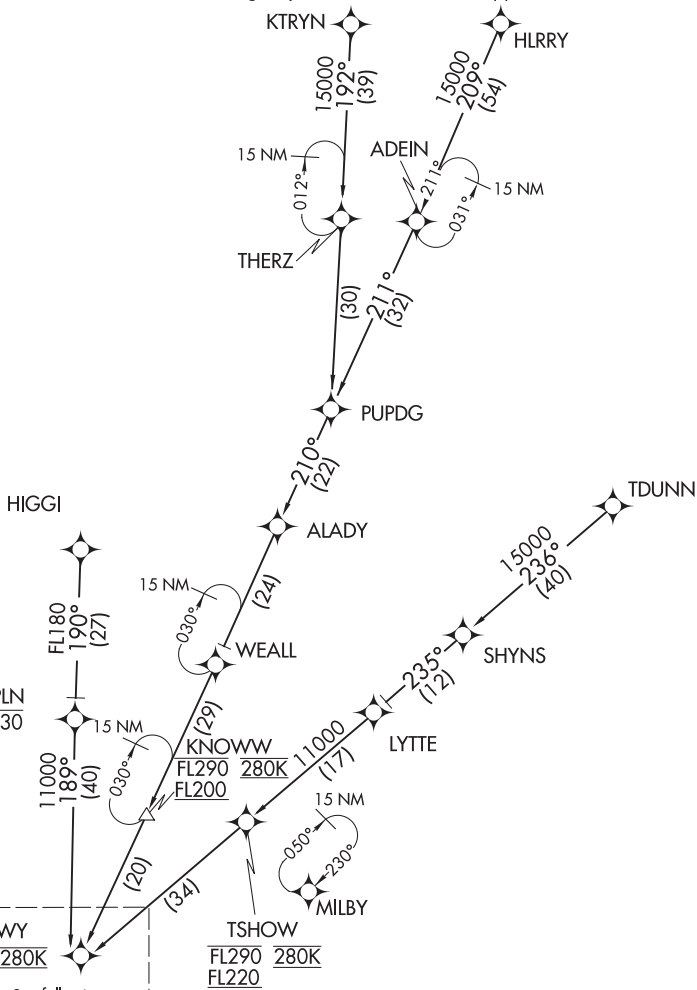 KTRYN
HLRRY
15000
192°
(39)
15000
209°
(54)
15 NM
012°
ADEIN
211°
15 NM
031°
THERZ
(30)
211°
(32)
PUPDG
210°
(22)
HIGGI
TDUNN
ALADY
15000
236°
(40)
15 NM
(24)
030°
FL180
190°
(27)
WEALL
SHYNS
235°
(12)
PLN
30
15 NM
(29)
LYTTE
KNOWW
FL290 280K
FL200
030°
11000
(17)
11000
189°
(40)
15 NM
050°
230°
(20)
(34)
MILBY
WY
280K
TSHOW
FL290 280K
FL220